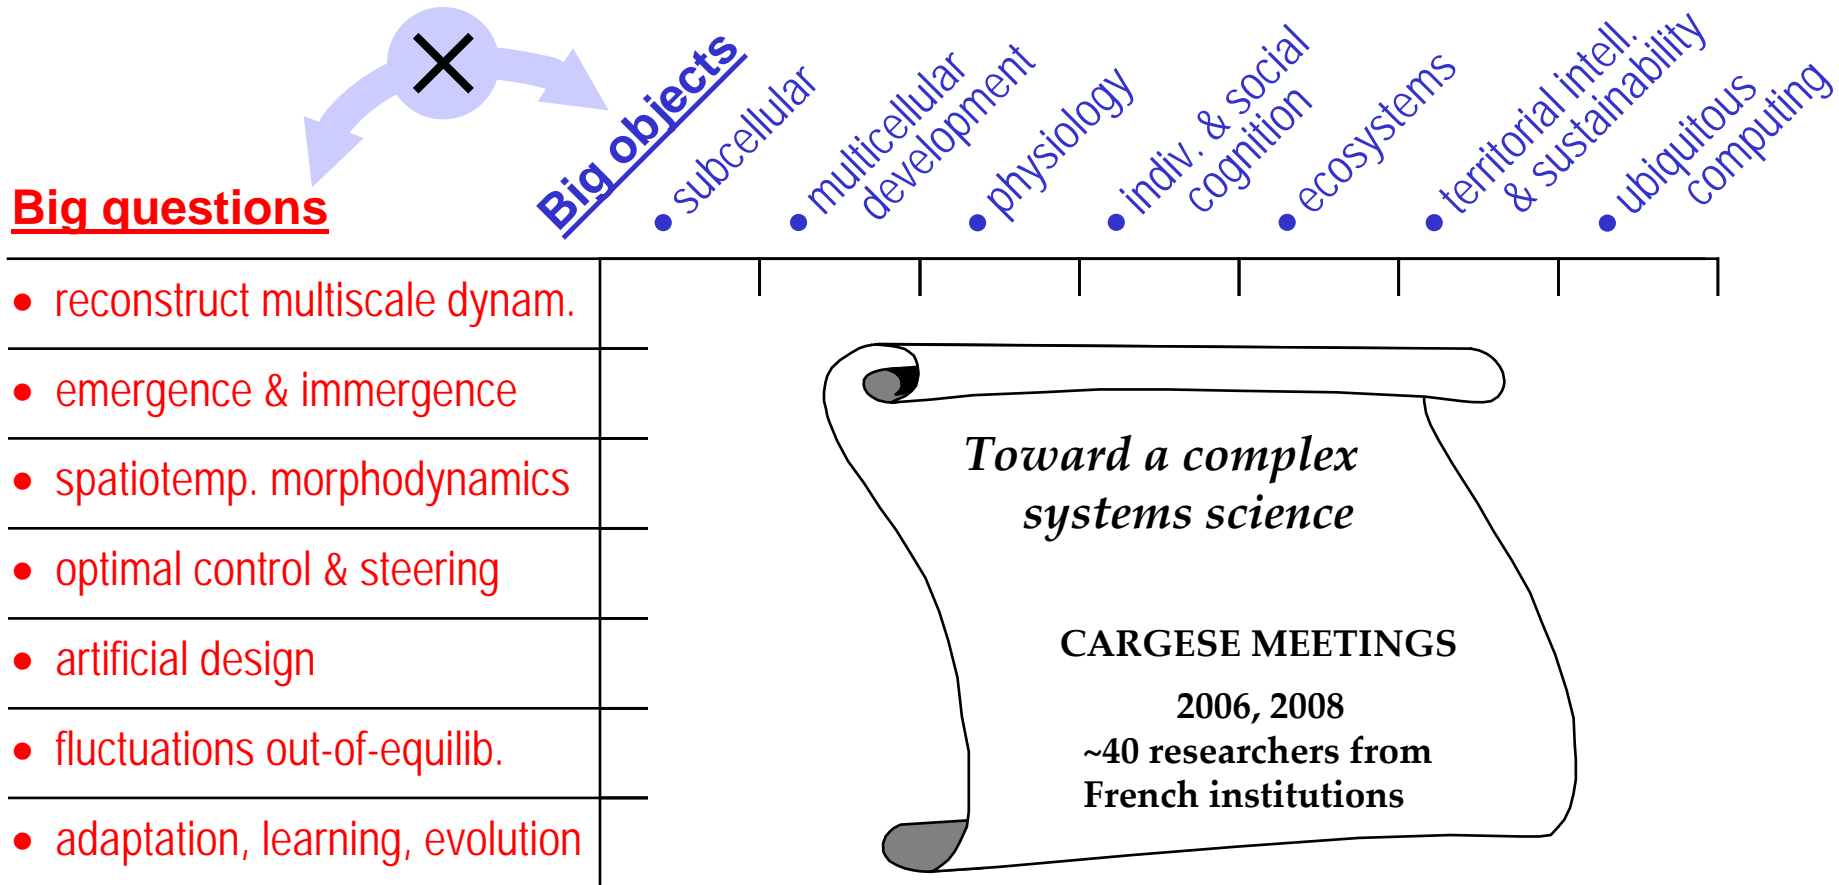 Big objects
• subcellular
• multicellular
development
• physiology
• indiv. & social
cognition
• ecosystems
• territorial intell.
& sustainability
• ubiquitous
computing
Big questions
• reconstruct multiscale dynam.
• emergence & immergence
• spatiotemp. morphodynamics
• optimal control & steering
• artificial design
• fluctuations out-of-equilib.
• adaptation, learning, evolution
Toward a complex
systems science
CARGESE MEETINGS
2006, 2008
~40 researchers from
French institutions